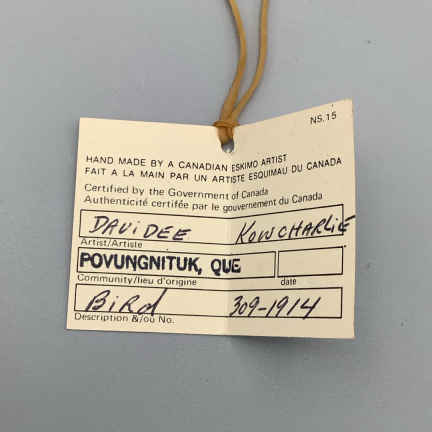 NS.15
HAND MADE BY A CANADIAN ESKIMO ARTIST
FAIT A LA MAIN PAR UN ARTISTE ESQUIMAU DU CANADA
Certified by the Government of Canada
Authenticité certifée par le gouvernement du Canada
DAViDEE KOWCHARLiE
Artist/Artiste
POVUNGNITUK, QUE
Community/lieu d'origine date
BiRd 309-1914
Description &/ou No.